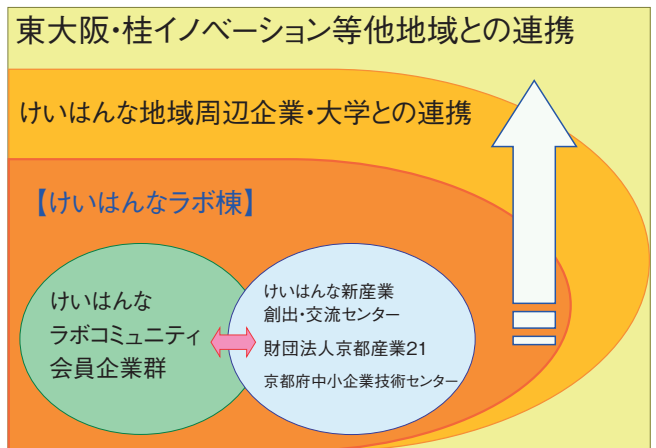 東大阪・桂イノベーション等他地域との連携
けいはんな地域周辺企業・大学との連携
【けいはんなラボ棟】
けいはんな
ラボコミュニティ
会員企業群
けいはんな新産業
創出・交流センター
財団法人京都産業21
京都府中小企業技術センター